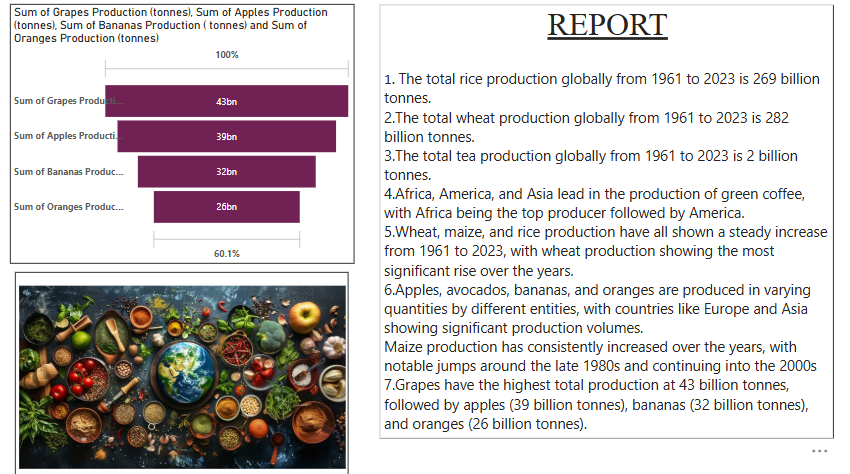 Sum of Grapes Production (tonnes), Sum of Apples Production
(tonnes), Sum of Bananas Production ( tonnes) and Sum of
Oranges Production (tonnes)
100%
Sum of Grapes Producti...
43bn
Sum of Apples Producti...
39bn
Sum of Bananas Produc...
32bn
Sum of Oranges Produc...
26bn
60.1%
REPORT
1. The total rice production globally from 1961 to 2023 is 269 billion
tonnes.
2.The total wheat production globally from 1961 to 2023 is 282
billion tonnes.
3.The total tea production globally from 1961 to 2023 is 2 billion
tonnes.
4.Africa, America, and Asia lead in the production of green coffee,
with Africa being the top producer followed by America.
5.Wheat, maize, and rice production have all shown a steady increase
from 1961 to 2023, with wheat production showing the most
significant rise over the years.
6.Apples, avocados, bananas, and oranges are produced in varying
quantities by different entities, with countries like Europe and Asia
showing significant production volumes.
Maize production has consistently increased over the years, with
notable jumps around the late 1980s and continuing into the 2000s
7.Grapes have the highest total production at 43 billion tonnes,
followed by apples (39 billion tonnes), bananas (32 billion tonnes),
and oranges (26 billion tonnes).